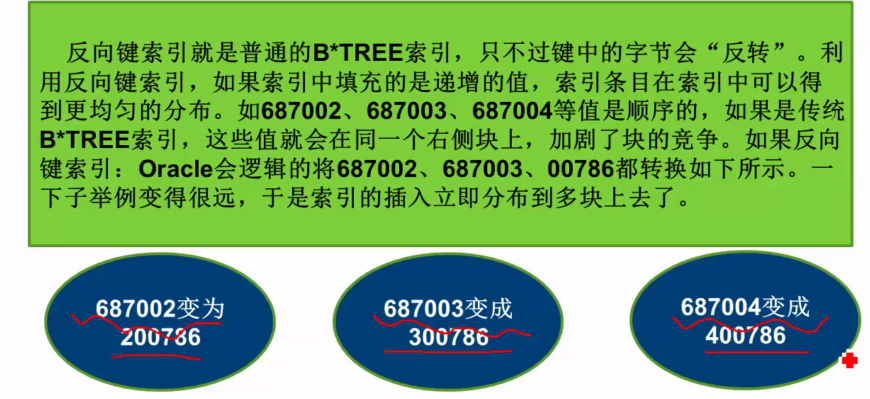 反向键索引就是普通的B*TREE索引，只不过键中的字节会“反转”。利
用反向键索引，如果索引中填充的是递增的值，索引条目在索引中可以得
到更均匀的分布。如687002、687003、687004等值是顺序的，如果是传统
B*TREE索引，这些值就会在同一个右侧块上，加剧了块的竞争。如果反向
键索引：Oracle会逻辑的将687002、687003、00786都转换如下所示。一
下子举例变得很远，于是索引的插入立即分布到多块上去了。
687002变为
200786
687003变成
300786
687004变成
400786